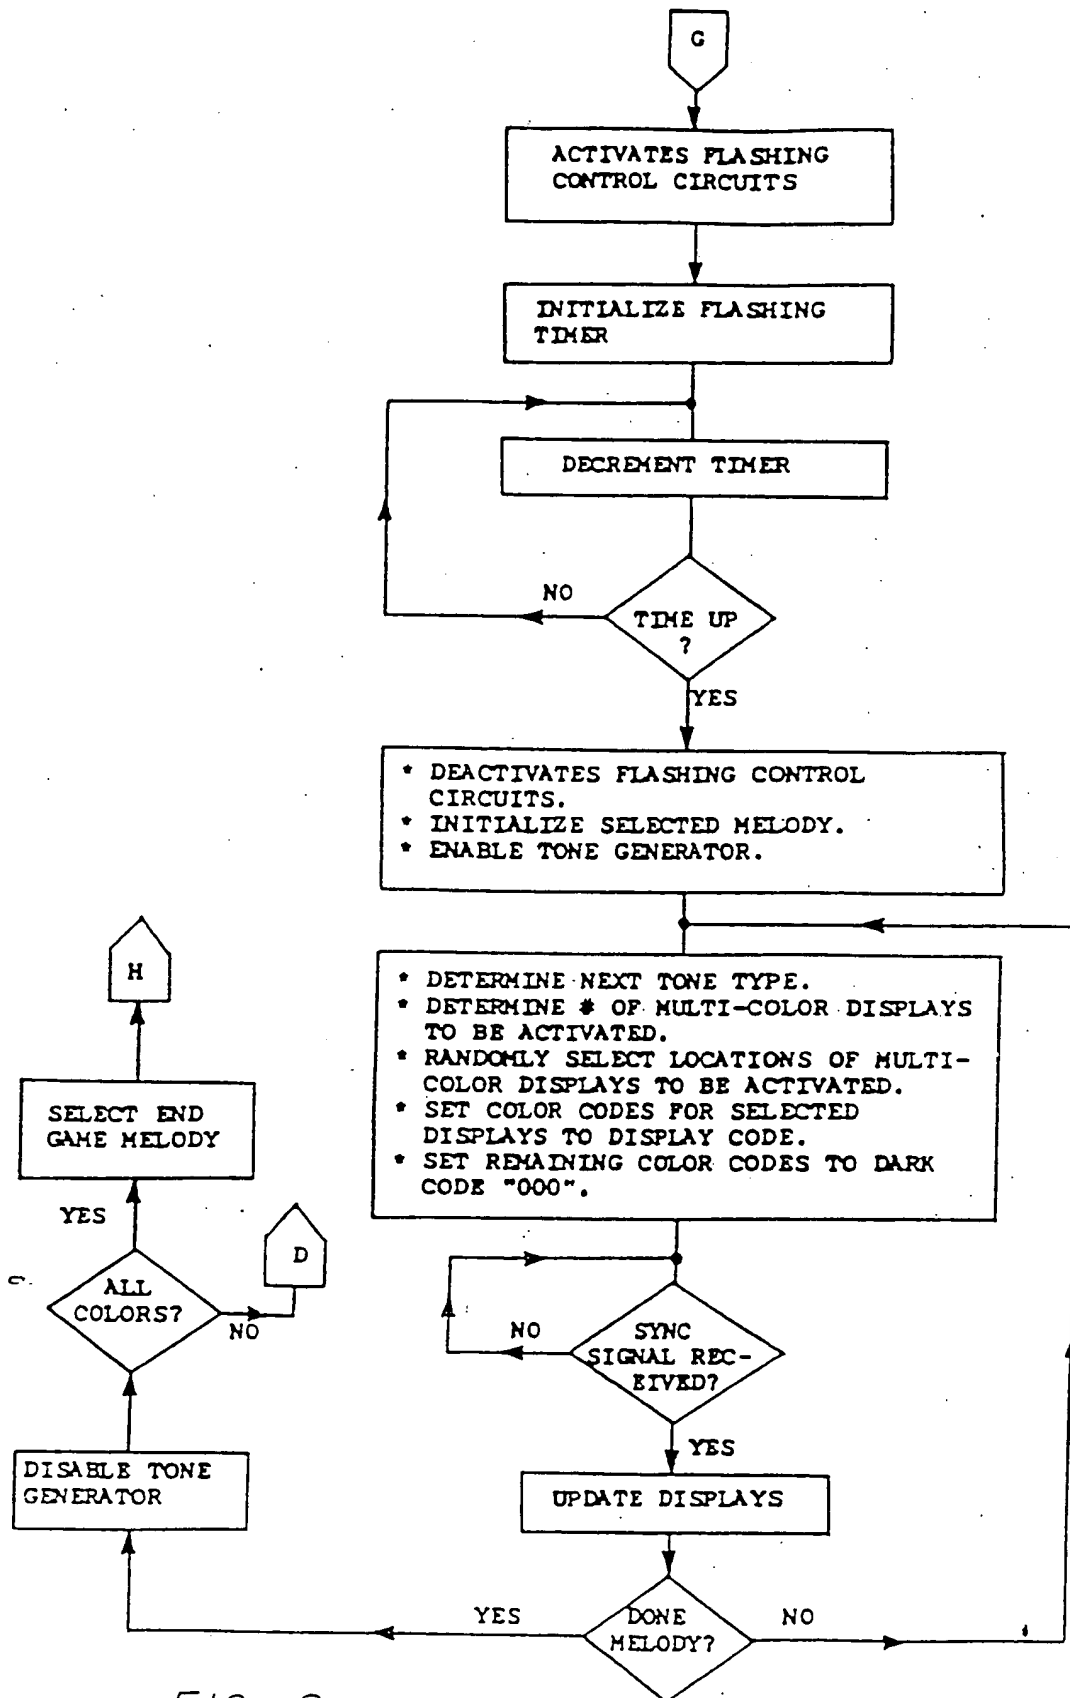 G
ACTIVATES FLASHING
CONTROL CIRCUITS
INITIALIZE FLASHING
TIMER
DECREMENT TIMER
NO
TIME UP
?
YES
* DEACTIVATES FLASHING CONTROL
CIRCUITS.
* INITIALIZE SELECTED MELODY.
* ENABLE TONE GENERATOR.
H
* DETERMINE NEXT TONE TYPE.
* DETERMINE # OF MULTI-COLOR DISPLAYS
TO BE ACTIVATED.
* RANDOMLY SELECT LOCATIONS OF MULTI-
COLOR DISPLAYS TO BE ACTIVATED.
* SET COLOR CODES FOR SELECTED
DISPLAYS TO DISPLAY CODE.
* SET REMAINING COLOR CODES TO DARK
CODE "000".
SELECT END
GAME MELODY
YES
D
ALL
COLORS?
NO
NO
SYNC
SIGNAL REC-
EIVED?
YES
DISABLE TONE
GENERATOR
UPDATE DISPLAYS
YES
DONE
MELODY?
NO